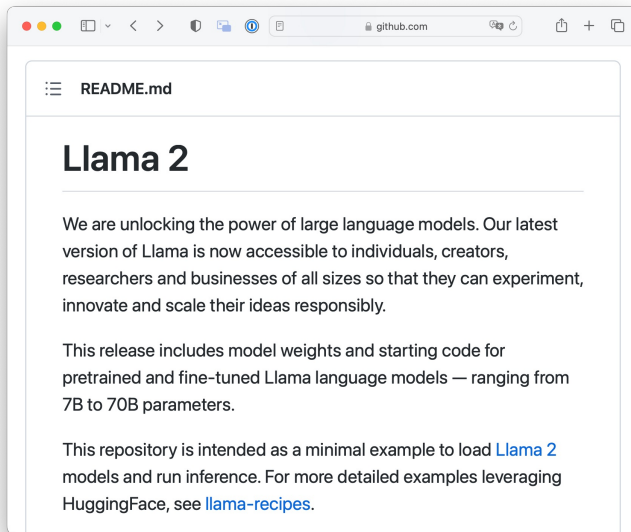 github.com
README.md
Llama 2
We are unlocking the power of large language models. Our latest
version of Llama is now accessible to individuals, creators,
researchers and businesses of all sizes so that they can experiment,
innovate and scale their ideas responsibly.
This release includes model weights and starting code for
pretrained and fine-tuned Llama language models — ranging from
7B to 70B parameters.
This repository is intended as a minimal example to load Llama 2
models and run inference. For more detailed examples leveraging
HuggingFace, see llama-recipes.